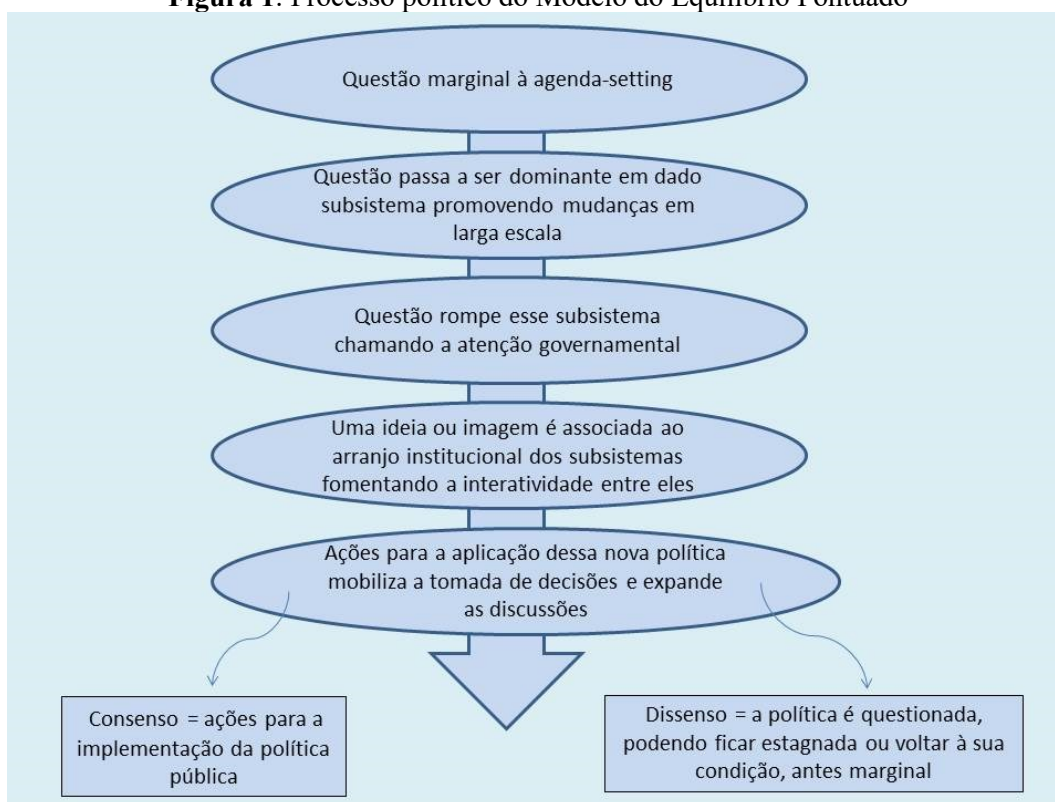 Figura 1. Processo político do Modelo do Equilíbrio Pontuado
Questão marginal à agenda-setting
Questão passa a ser dominante em dado
subsistema promovendo mudanças em
larga escala
Questão rompe esse subsistema
chamando a atenção governamental
Uma ideia ou imagem é associada ao
arranjo institucional dos subsistemas
fomentando a interatividade entre eles
Ações para a aplicação dessa nova política
mobiliza a tomada de decisões e expande
as discussões
Consenso = ações para a
implementação da política
pública
Dissenso = a política é questionada,
podendo ficar estagnada ou voltar à sua
condição, antes marginal